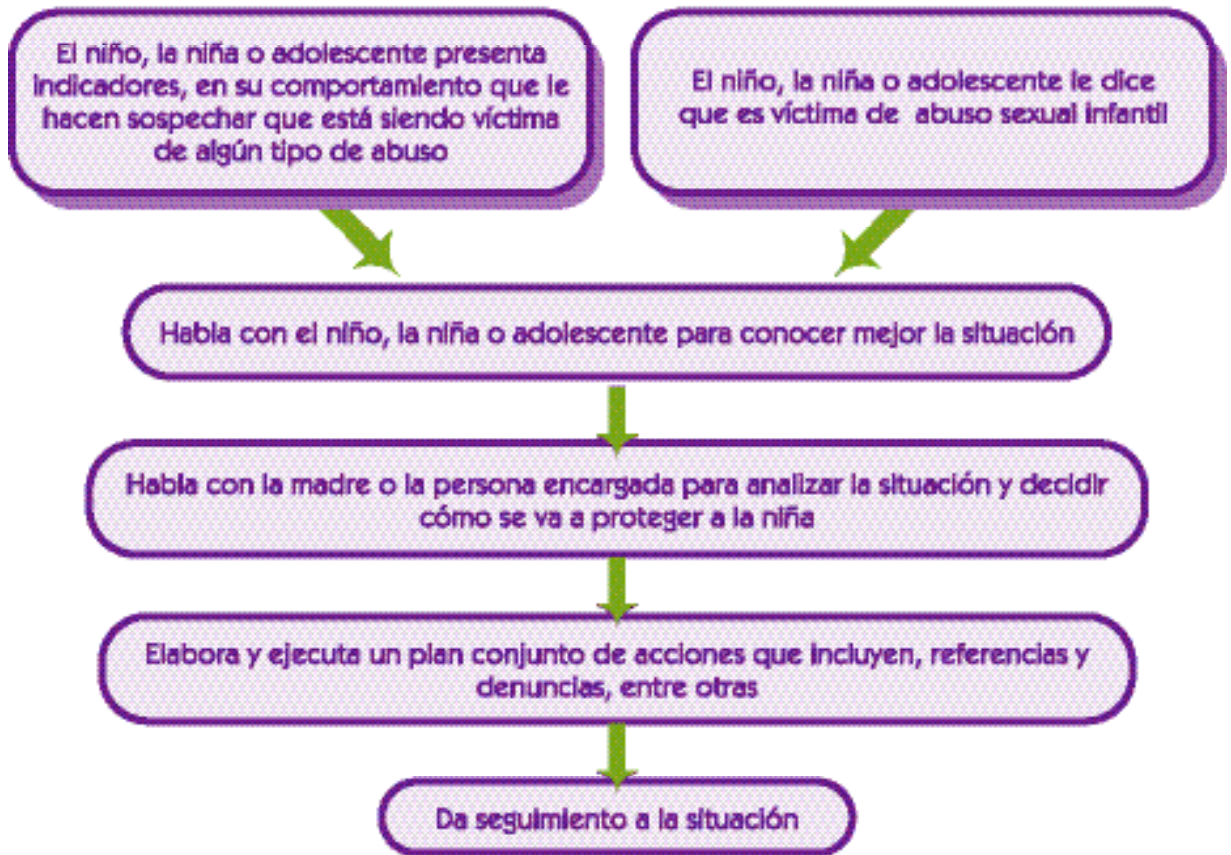 El niño, la niña o adolescente presenta
indicadores, en su comportamiento que le
hacen sospechar que está siendo víctima
de algún tipo de abuso
El niño, la niña o adolescente le dice
que es víctima de abuso sexual infantil
Habla con el niño, la niña o adolescente para conocer mejor la situación
Habla con la madre o la persona encargada para analizar la situación y decidir
cómo se va a proteger a la niña
Elabora y ejecuta un plan conjunto de acciones que incluyen, referencias y
denuncias, entre otras
Da seguimiento a la situación